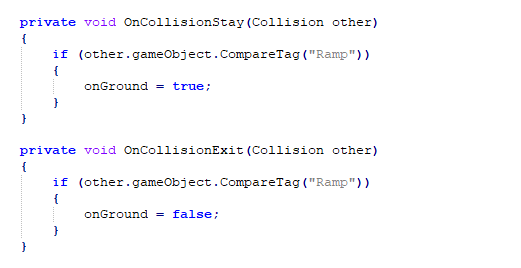 private void OnCollisionStay(Collision other)
{
    if (other.gameObject.CompareTag("Ramp"))
    {
        onGround = true;
    }
}
private void OnCollisionExit(Collision other)
{
    if (other.gameObject.CompareTag("Ramp"))
    {
        onGround = false;
    }
}